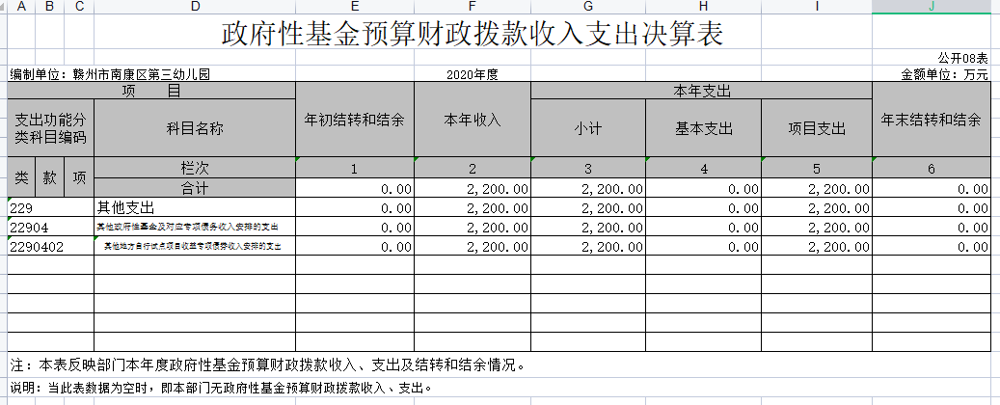 A B C D E F G H I J
政府性基金预算财政拨款收入支出决算表
公开08表
编制单位：赣州市南康区第三幼儿园 2020年度 金额单位：万元
项 目 年初结转和结余 本年收入 本年支出 年末结转和结余
支出功能分类科目编码 科目名称 小计 基本支出 项目支出
类 款 项 栏次 1 2 3 4 5 6
合计 0.00 2,200.00 2,200.00 0.00 2,200.00 0.00
229 其他支出 0.00 2,200.00 2,200.00 0.00 2,200.00 0.00
22904 其他政府性基金及对应专项债务收入安排的支出 0.00 2,200.00 2,200.00 0.00 2,200.00 0.00
2290402 其他地方自行试点项目收益专项债券收入安排的支出 0.00 2,200.00 2,200.00 0.00 2,200.00 0.00
注：本表反映部门本年度政府性基金预算财政拨款收入、支出及结转和结余情况。
说明：当此表数据为空时，即本部门无政府性基金预算财政拨款收入、支出。